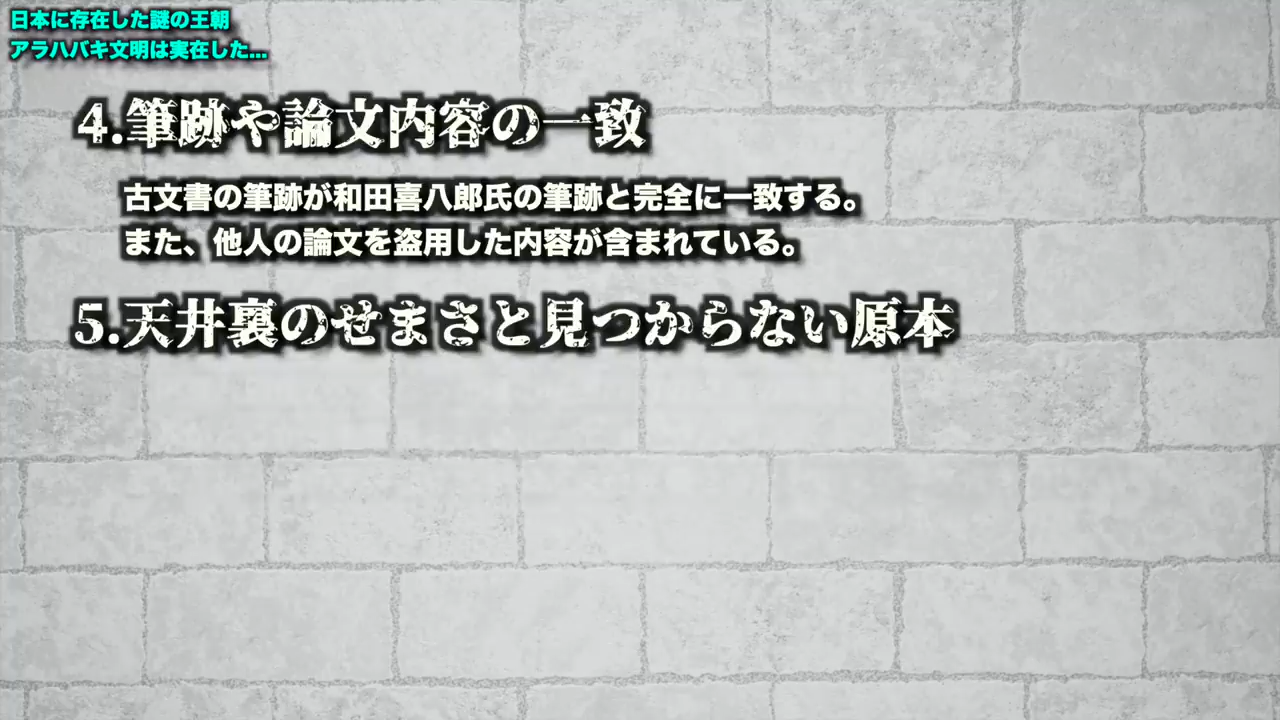 日本に存在した謎の王朝
アラハバキ文明は実在した...
4.筆跡や論文内容の一致
古文書の筆跡が和田喜八郎氏の筆跡と完全に一致する。
また、他人の論文を盗用した内容が含まれている。
5.天井裏のせまさと見つからない原本